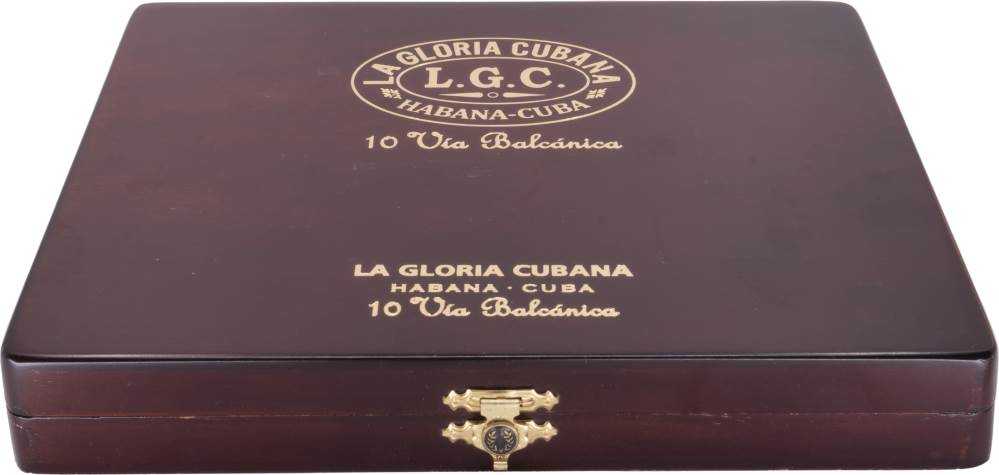 LA GLORIA CUBANA
L.G.C.
HABANA-CUBA
10 Vía Balcánica
LA GLORIA CUBANA
HABANA · CUBA
10 Vía Balcánica